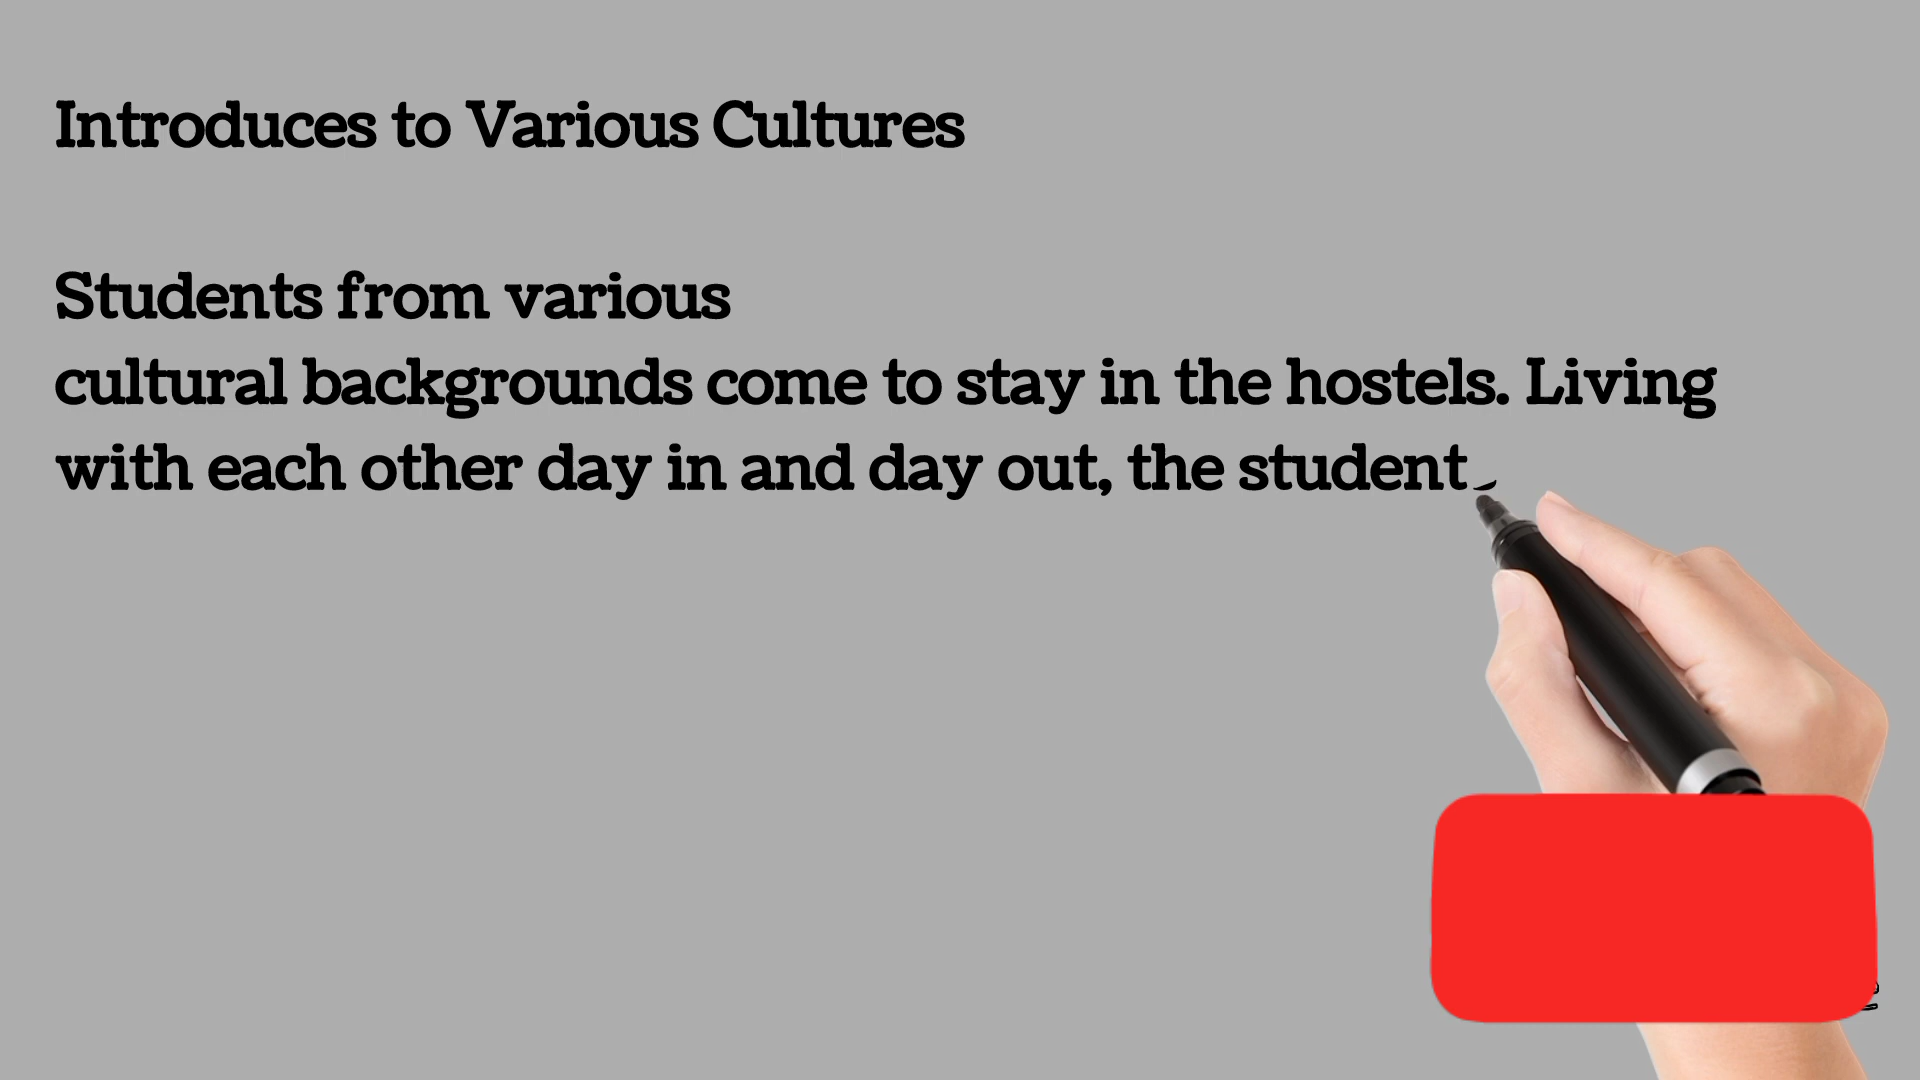 Introduces to Various Cultures
Students from various
cultural backgrounds come to stay in the hostels. Living
with each other day in and day out, the student